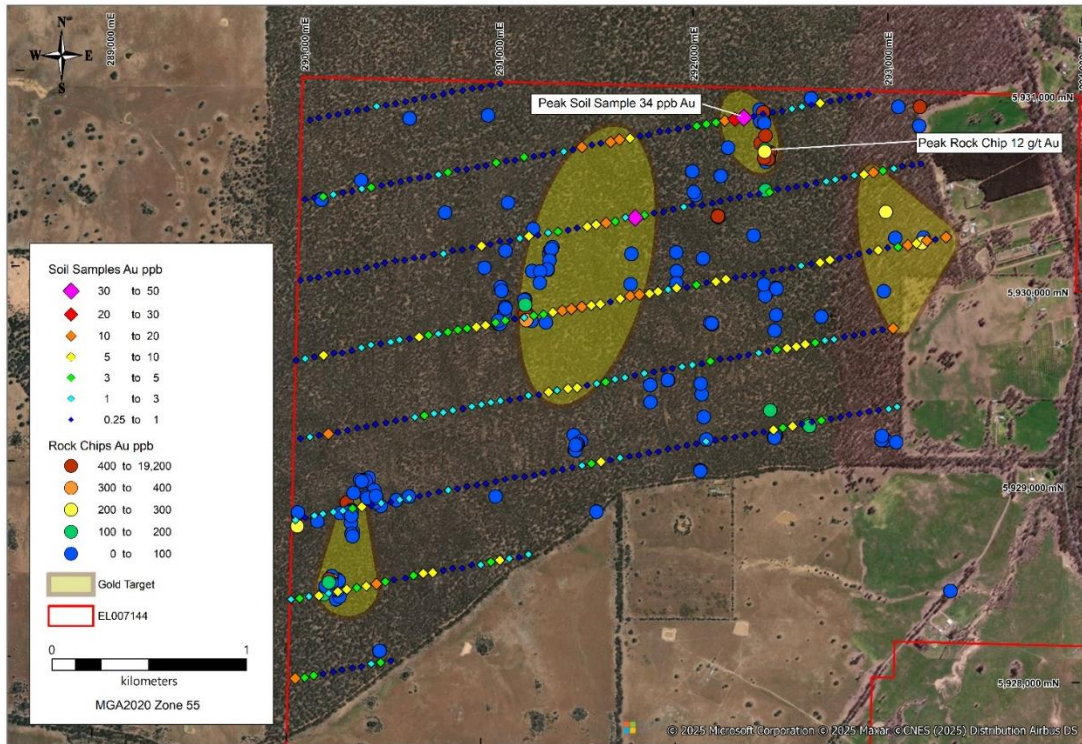 N
W E
S
289,000 mE
290,000 mE
291,000 mE
292,000 mE
293,000 mE
5,931,000 mN
Peak Soil Sample 34 ppb Au
Peak Rock Chip 12 g/t Au
5,930,000 mN
5,929,000 mN
5,928,000 mN
Soil Samples Au ppb
30 to 50
20 to 30
10 to 20
5 to 10
3 to 5
1 to 3
0.25 to 1
Rock Chips Au ppb
400 to 19,200
300 to 400
200 to 300
100 to 200
0 to 100
Gold Target
EL007144
0 1
kilometers
MGA2020 Zone 55
© 2025 Microsoft Corporation © 2025 Maxar ©CNES (2025) Distribution Airbus DS